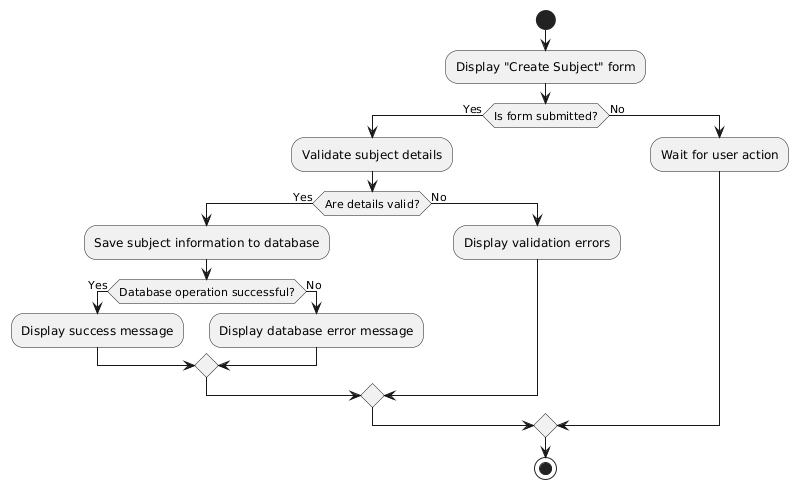 Display "Create Subject" form
Yes
Is form submitted?
No
Validate subject details
Wait for user action
Yes
Are details valid?
No
Save subject information to database
Display validation errors
Yes
Database operation successful?
No
Display success message
Display database error message